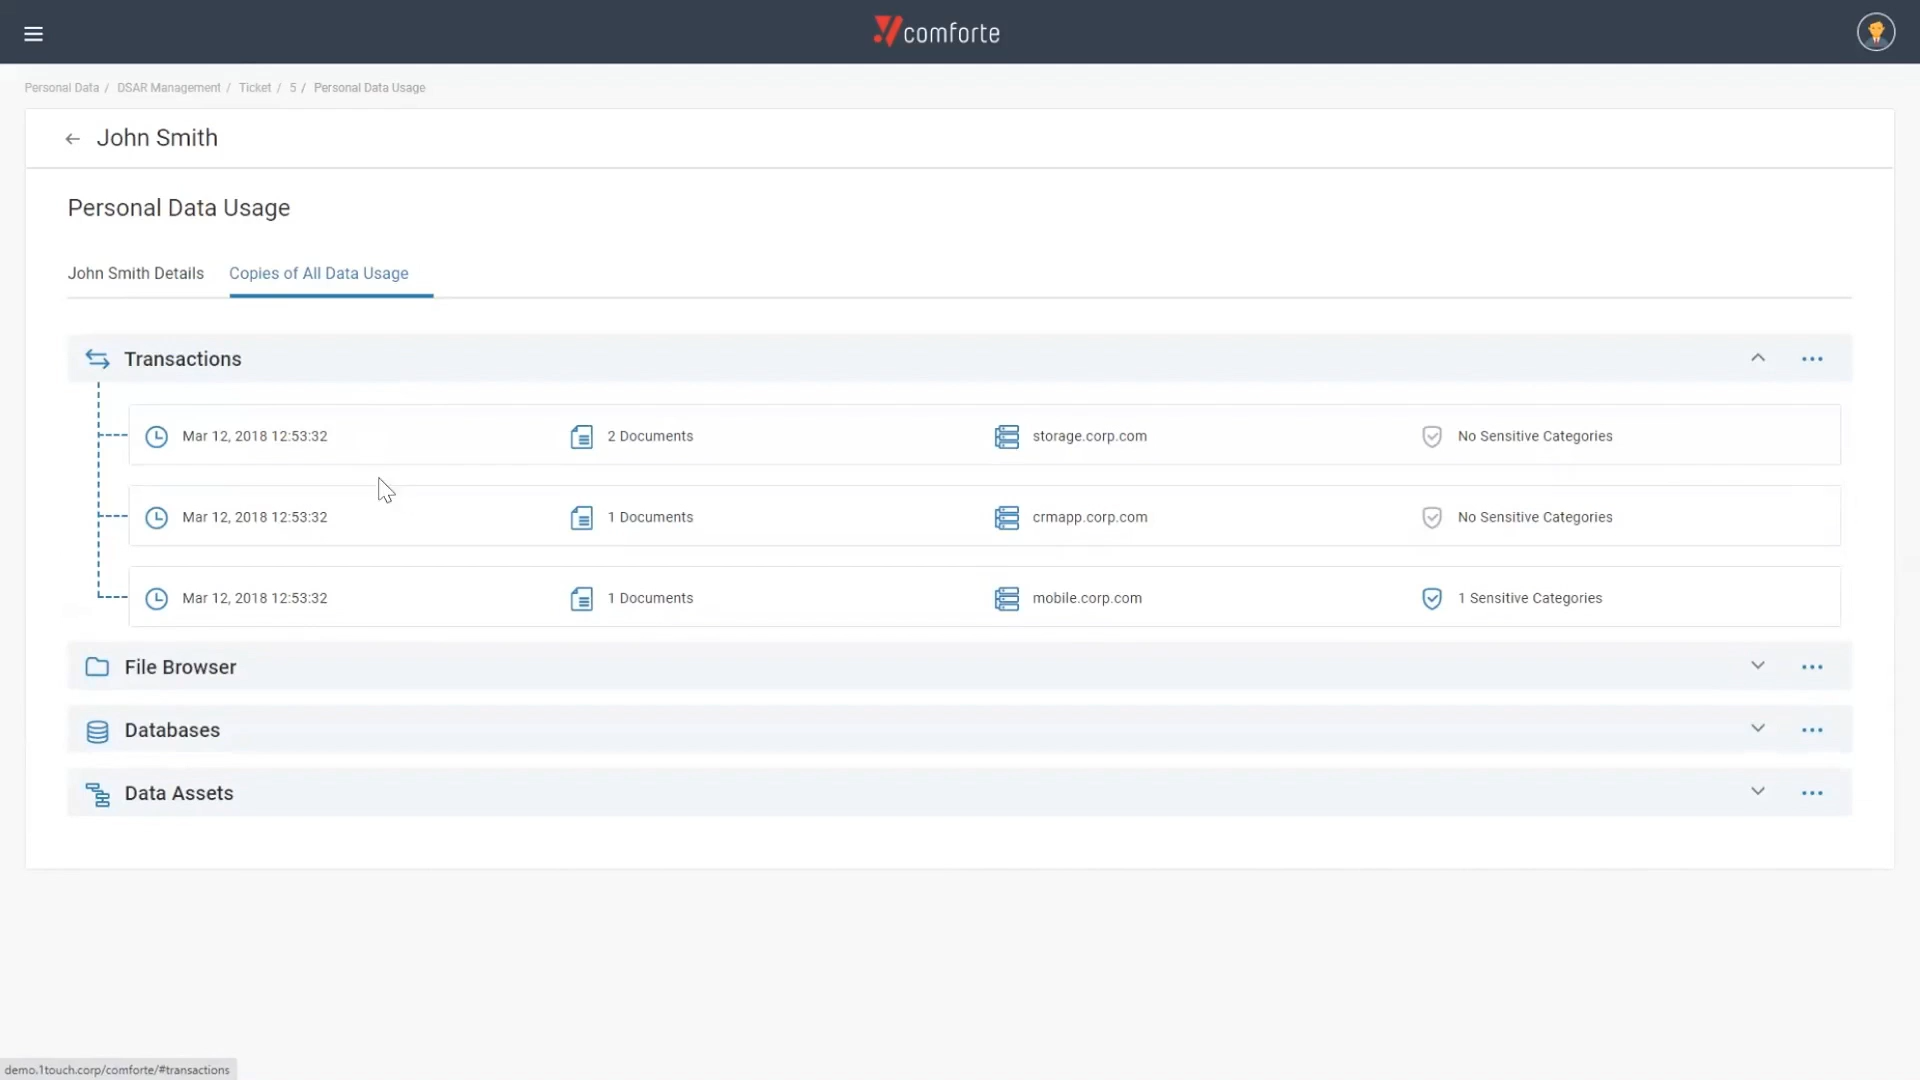 comforte
Personal Data / DSAR Management / Ticket / 5 / Personal Data Usage
John Smith
Personal Data Usage
John Smith Details Copies of All Data Usage
Transactions
Mar 12, 2018 12:53:32 2 Documents storage.corp.com No Sensitive Categories
Mar 12, 2018 12:53:32 1 Documents crmapp.corp.com No Sensitive Categories
Mar 12, 2018 12:53:32 1 Documents mobile.corp.com 1 Sensitive Categories
File Browser
Databases
Data Assets
demo.1touch.corp/comforte/#transactions